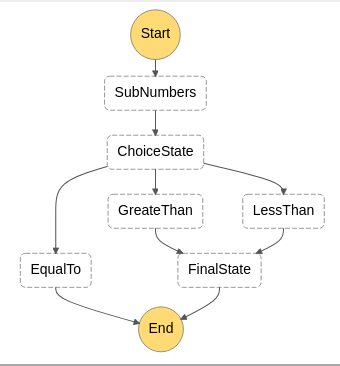 Start
SubNumbers
ChoiceState
GreateThan
LessThan
EqualTo
FinalState
End